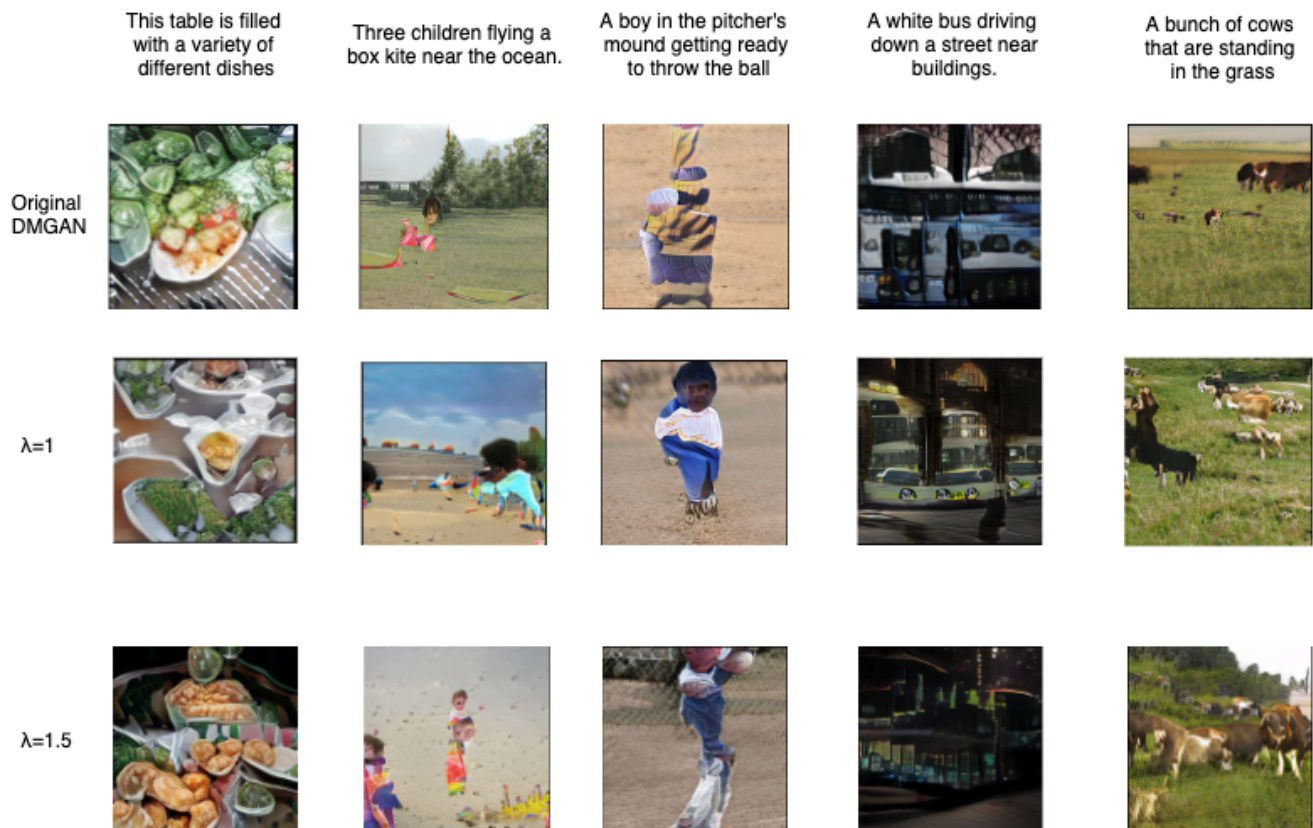 This table is filled
with a variety of
different dishes
Three children flying a
box kite near the ocean.
A boy in the pitcher's
mound getting ready
to throw the ball
A white bus driving
down a street near
buildings.
A bunch of cows
that are standing
in the grass
Original
DMGAN
λ=1
λ=1.5